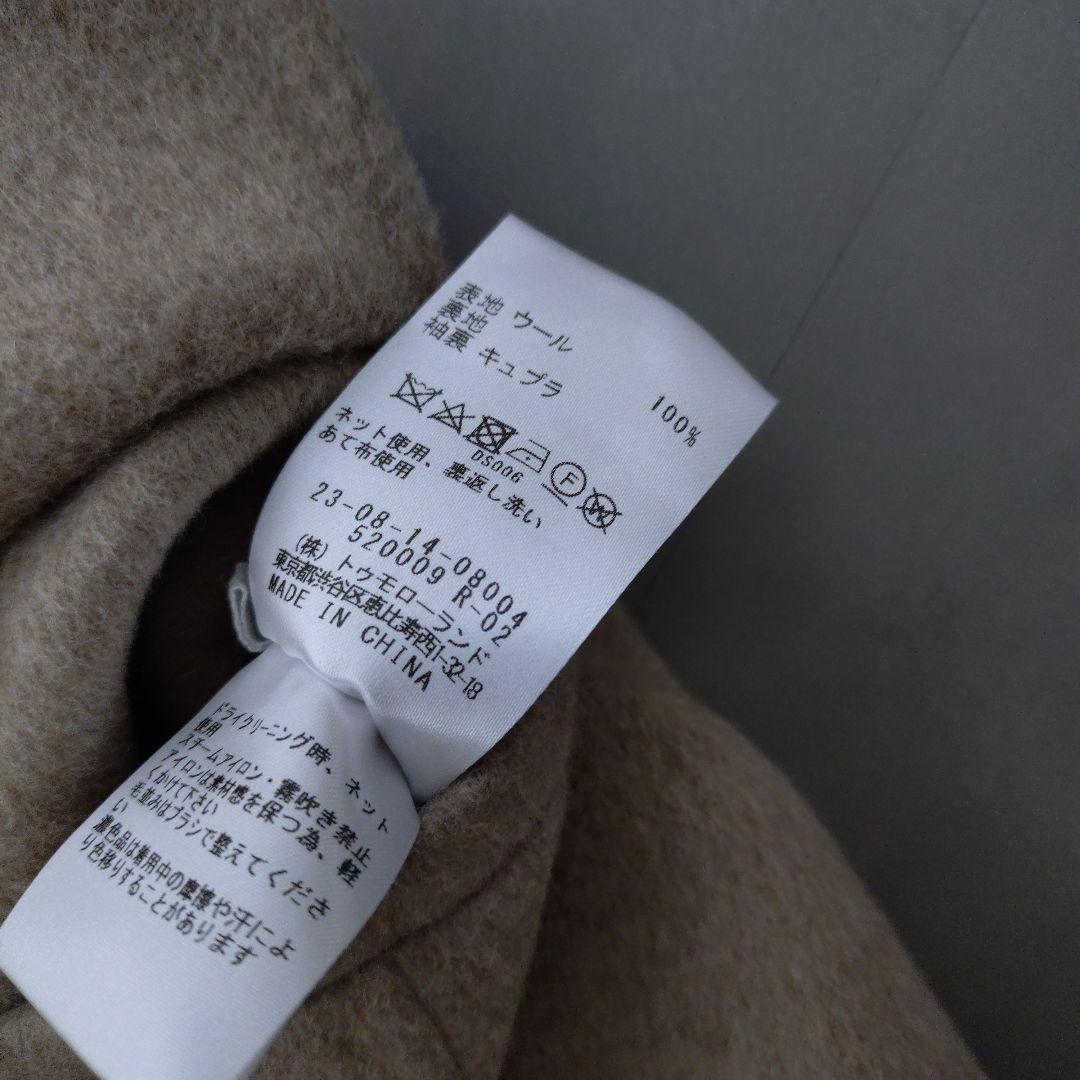 表地 ウール 100%
裏地
袖裏 キュプラ
DS006
F
W
ネット使用、裏返し洗い
あて布使用
23-08-14-08004
520009 R-02
(株)トゥモローランド
東京都渋谷区恵比寿西1-32-18
MADE IN CHINA
ドライクリーニング時、ネット
使用
スチームアイロン・霧吹き禁止
アイロンは素材感を保つ為、軽
くかけて下さい
毛並みはブラシで整えてくださ
い
濃色品は着用中の摩擦や汗によ
り色移りすることがあります